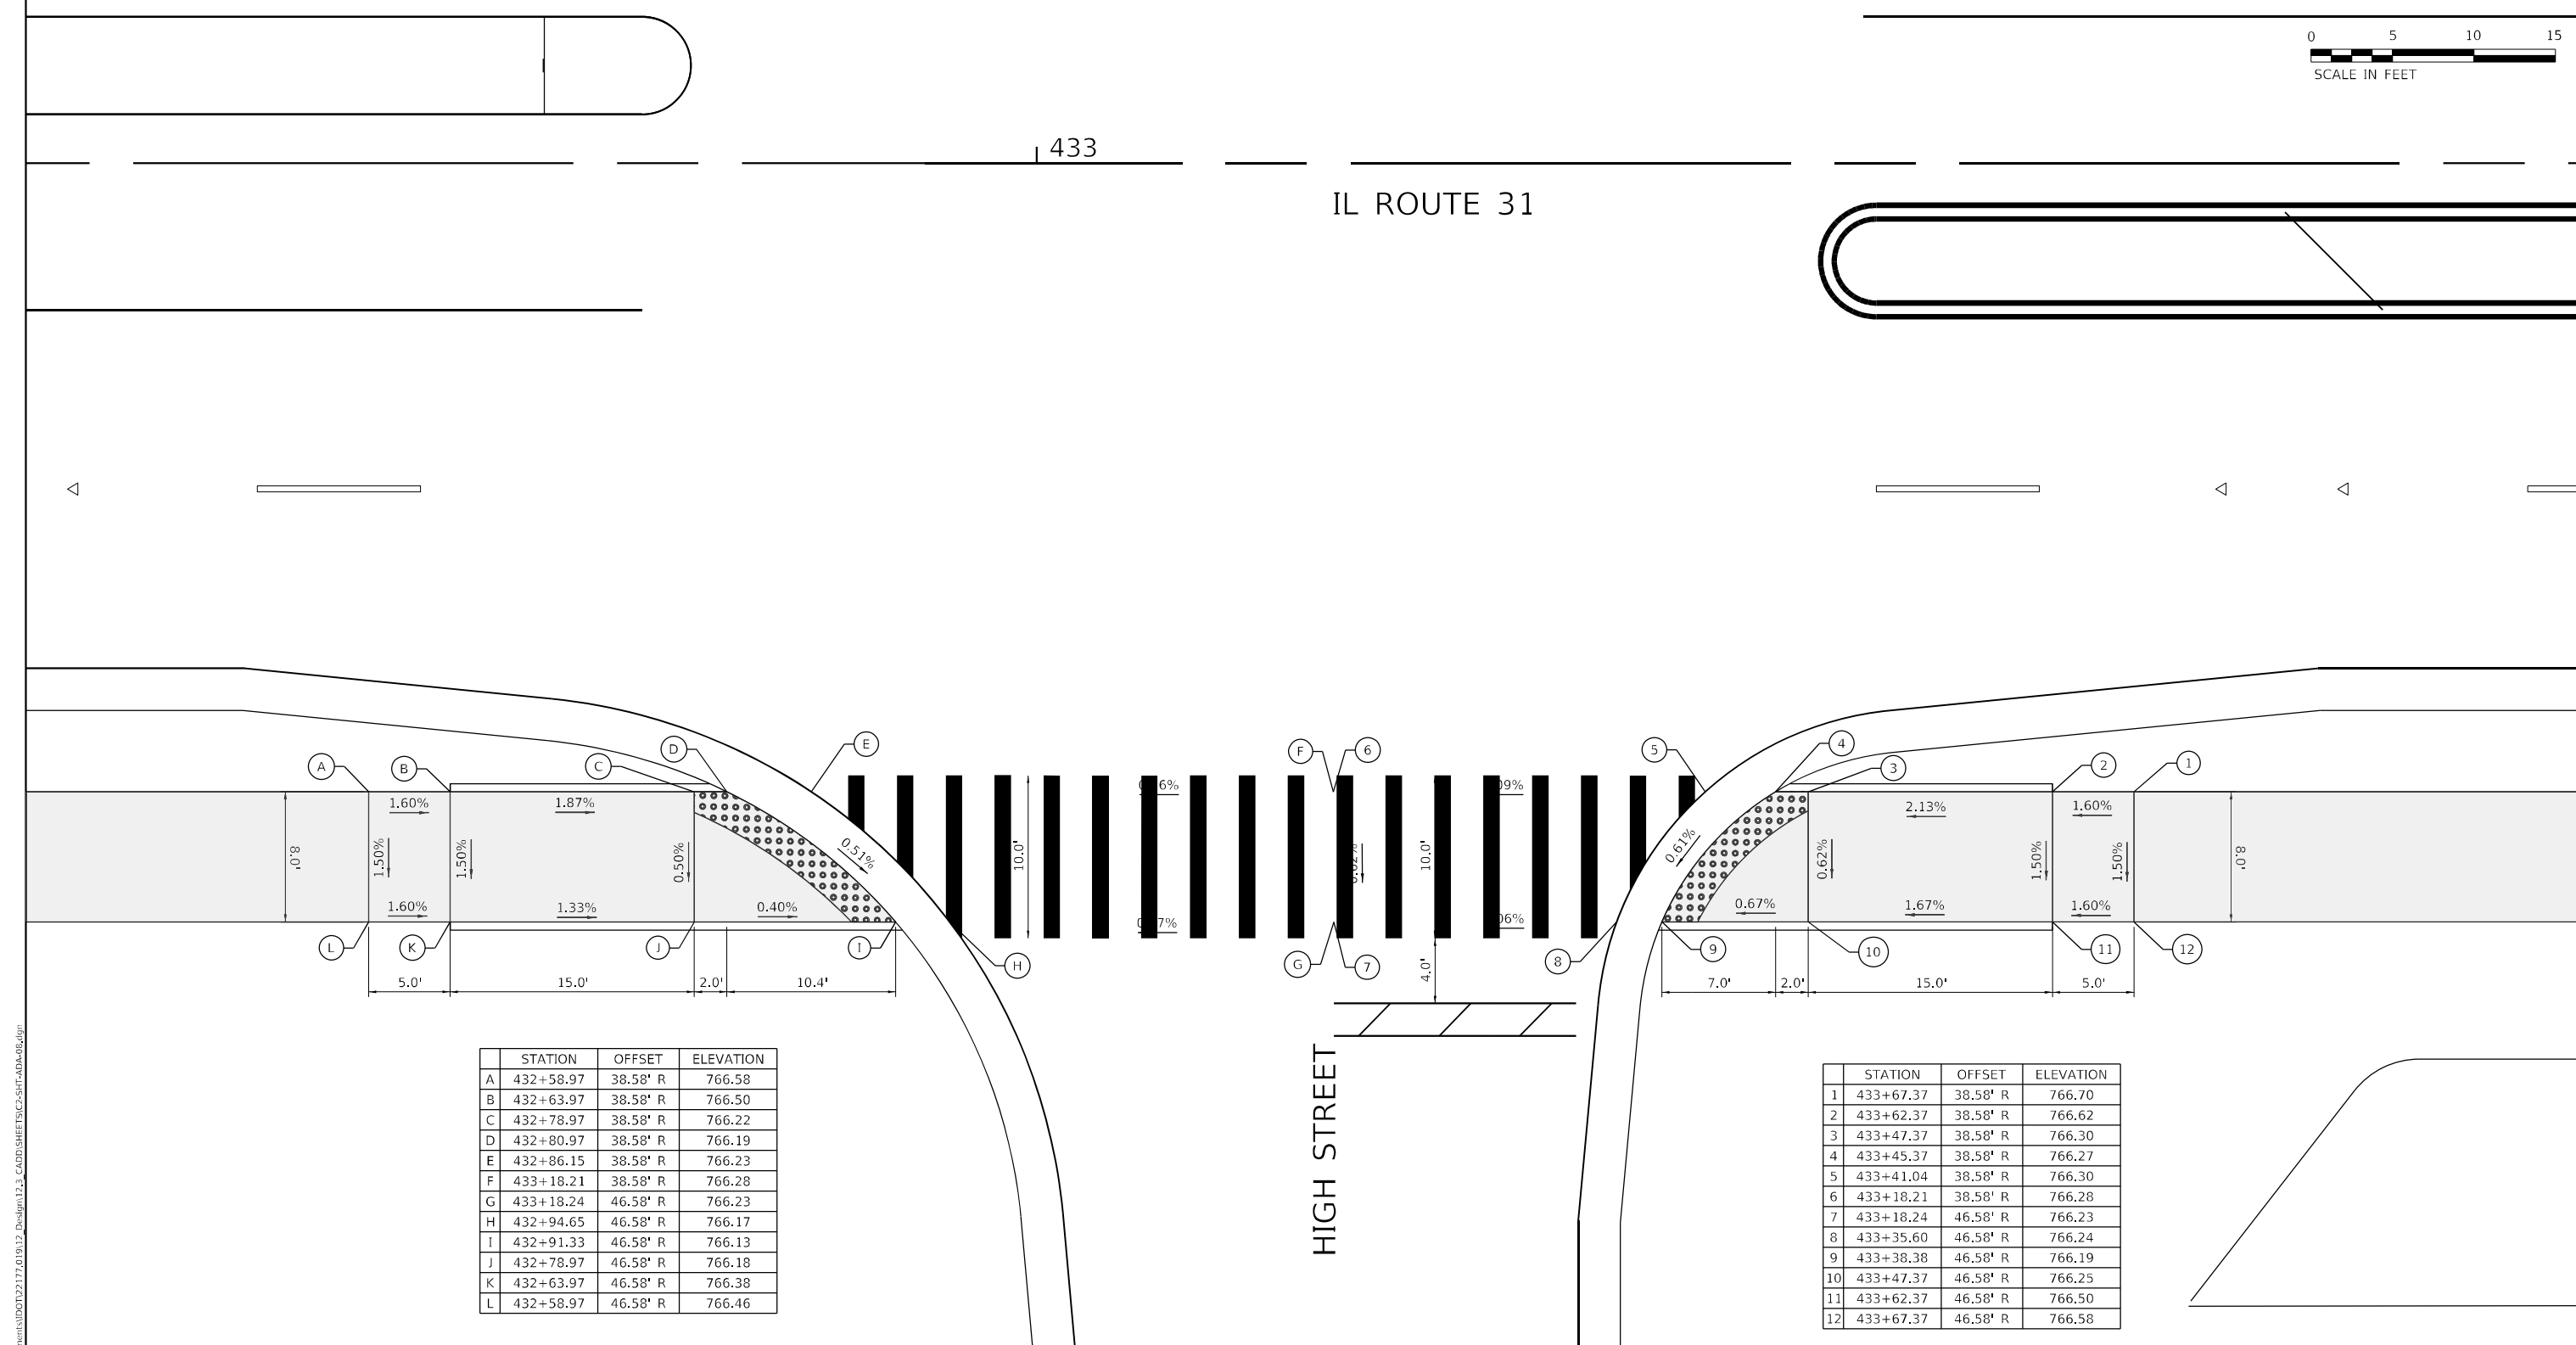 0 5 10 15
SCALE IN FEET
433
IL ROUTE 31
A B C D E F 6 5 4 3 2 1
1.60% 1.87% 2.13% 1.60%
8.0' 1.50% 1.50% 0.50% 0.51% 10.0' 10.0' 0.61% 0.62% 1.50% 1.50% 8.0'
1.60% 1.33% 0.40% 0.67% 1.67% 1.60%
L K J I H G 7 8 9 10 11 12
5.0' 15.0' 2.0' 10.4' 4.0' 7.0' 2.0' 15.0' 5.0'
HIGH STREET
STATION OFFSET ELEVATION
A 432+58.97 38.58' R 766.58
B 432+63.97 38.58' R 766.50
C 432+78.97 38.58' R 766.22
D 432+80.97 38.58' R 766.19
E 432+86.15 38.58' R 766.23
F 433+18.21 38.58' R 766.28
G 433+18.24 46.58' R 766.23
H 432+94.65 46.58' R 766.17
I 432+91.33 46.58' R 766.13
J 432+78.97 46.58' R 766.18
K 432+63.97 46.58' R 766.38
L 432+58.97 46.58' R 766.46
STATION OFFSET ELEVATION
1 433+67.37 38.58' R 766.70
2 433+62.37 38.58' R 766.62
3 433+47.37 38.58' R 766.30
4 433+45.37 38.58' R 766.27
5 433+41.04 38.58' R 766.30
6 433+18.21 38.58' R 766.28
7 433+18.24 46.58' R 766.23
8 433+35.60 46.58' R 766.24
9 433+38.38 46.58' R 766.19
10 433+47.37 46.58' R 766.25
11 433+62.37 46.58' R 766.50
12 433+67.37 46.58' R 766.58